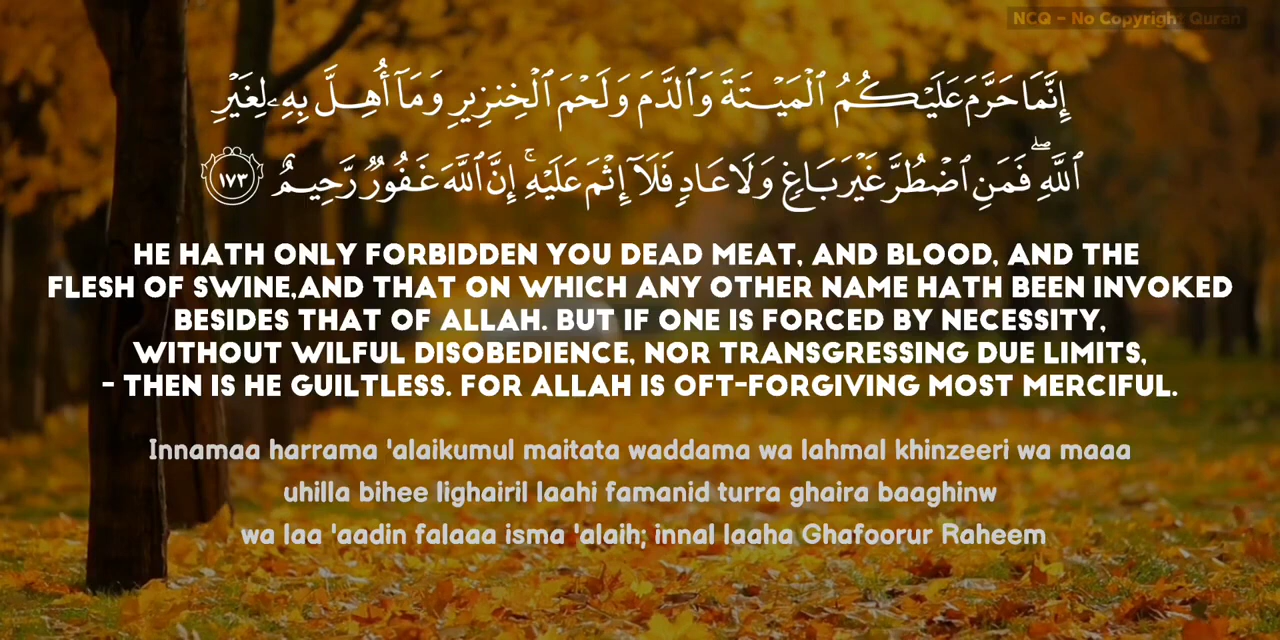 NCQ - No Copyright Quran
إِنَّمَا حَرَّمَ عَلَيْكُمُ ٱلْمَيْتَةَ وَٱلدَّمَ وَلَحْمَ ٱلْخِنزِيرِ وَمَآ أُهِلَّ بِهِۦ لِغَيْرِ
ٱللَّهِ ۖ فَمَنِ ٱضْطُرَّ غَيْرَ بَاغٍ وَلَا عَادٍ فَلَآ إِثْمَ عَلَيْهِ ۚ إِنَّ ٱللَّهَ غَفُورٌ رَّحِيمٌ ١٧٣
HE HATH ONLY FORBIDDEN YOU DEAD MEAT, AND BLOOD, AND THE
FLESH OF SWINE,AND THAT ON WHICH ANY OTHER NAME HATH BEEN INVOKED
BESIDES THAT OF ALLAH. BUT IF ONE IS FORCED BY NECESSITY,
WITHOUT WILFUL DISOBEDIENCE, NOR TRANSGRESSING DUE LIMITS,
- THEN IS HE GUILTLESS. FOR ALLAH IS OFT-FORGIVING MOST MERCIFUL.
Innamaa harrama 'alaikumul maitata waddama wa lahmal khinzeeri wa maaa
uhilla bihee lighairil laahi famanid turra ghaira baaghinw
wa laa 'aadin falaaa isma 'alaih; innal laaha Ghafoorur Raheem